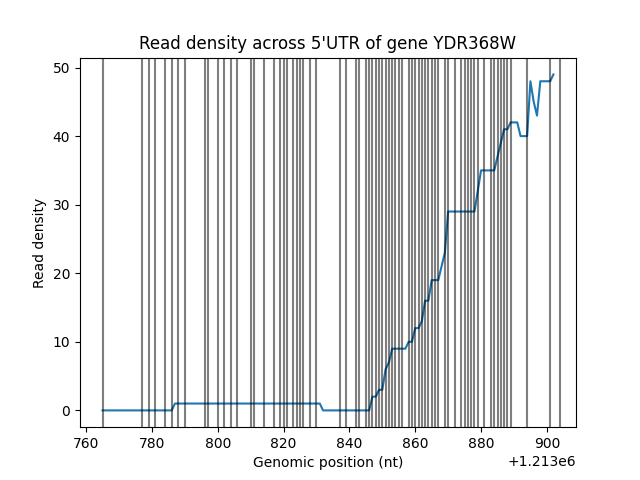 Read density across 5'UTR of gene YDR368W
50
40
30
20
10
0
Read density
760 780 800 820 840 860 880 900
Genomic position (nt)
+1.213e6